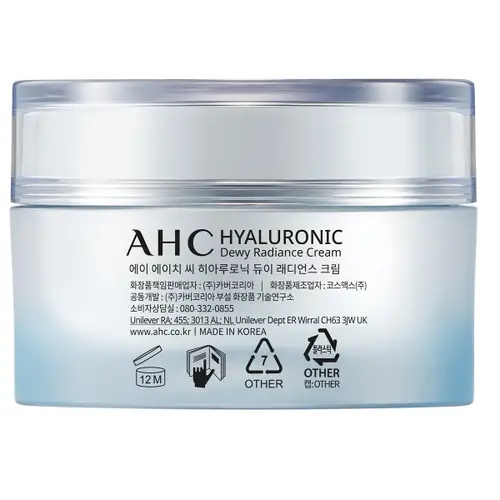 AHC HYALURONIC
Dewy Radiance Cream
에이 에이치 씨 히아루로닉 듀이 래디언스 크림
화장품책임판매업자 : (주)카버코리아 | 화장품제조업자 : 코스맥스(주)
공동개발 : (주)카버코리아 부설 화장품 기술연구소
소비자상담실 : 080-332-0855
Unilever RA; 455; 3013 AL; NL Unilever Dept ER Wirral CH63 3JW UK
www.ahc.co.kr | MADE IN KOREA
12 M
7
OTHER
플라스틱
OTHER
캡:OTHER